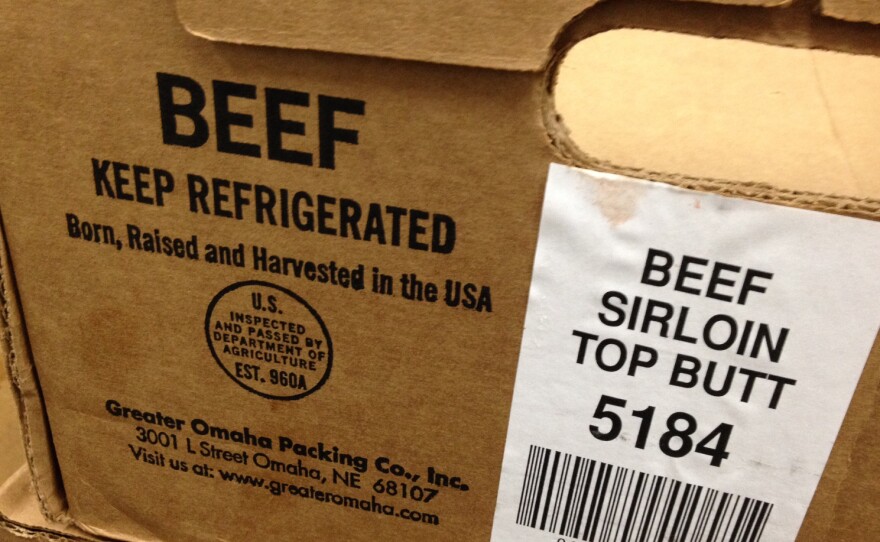 BEEF
KEEP REFRIGERATED
Born, Raised and Harvested in the USA
U.S.
INSPECTED
AND PASSED BY
DEPARTMENT OF
AGRICULTURE
EST. 960A
Greater Omaha Packing Co., Inc.
3001 L Street Omaha, NE 68107
Visit us at: www.greateromaha.com
BEEF
SIRLOIN
TOP BUTT
5184